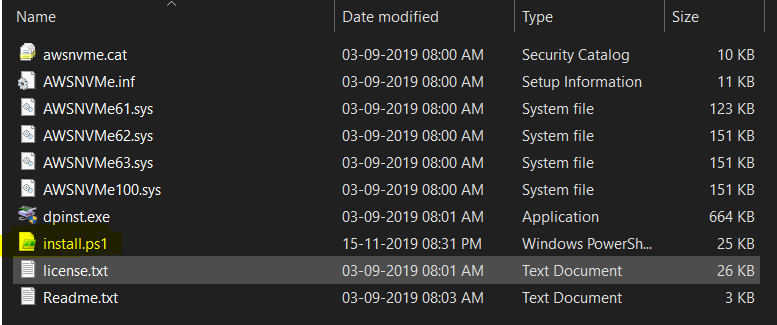 Name Date modified Type Size
awsnvme.cat 03-09-2019 08:00 AM Security Catalog 10 KB
AWSNVMe.inf 03-09-2019 08:00 AM Setup Information 11 KB
AWSNVMe61.sys 03-09-2019 08:00 AM System file 123 KB
AWSNVMe62.sys 03-09-2019 08:00 AM System file 151 KB
AWSNVMe63.sys 03-09-2019 08:00 AM System file 151 KB
AWSNVMe100.sys 03-09-2019 08:00 AM System file 151 KB
dpinst.exe 03-09-2019 08:01 AM Application 664 KB
install.ps1 15-11-2019 08:31 PM Windows PowerSh... 25 KB
license.txt 03-09-2019 08:01 AM Text Document 26 KB
Readme.txt 03-09-2019 08:03 AM Text Document 3 KB